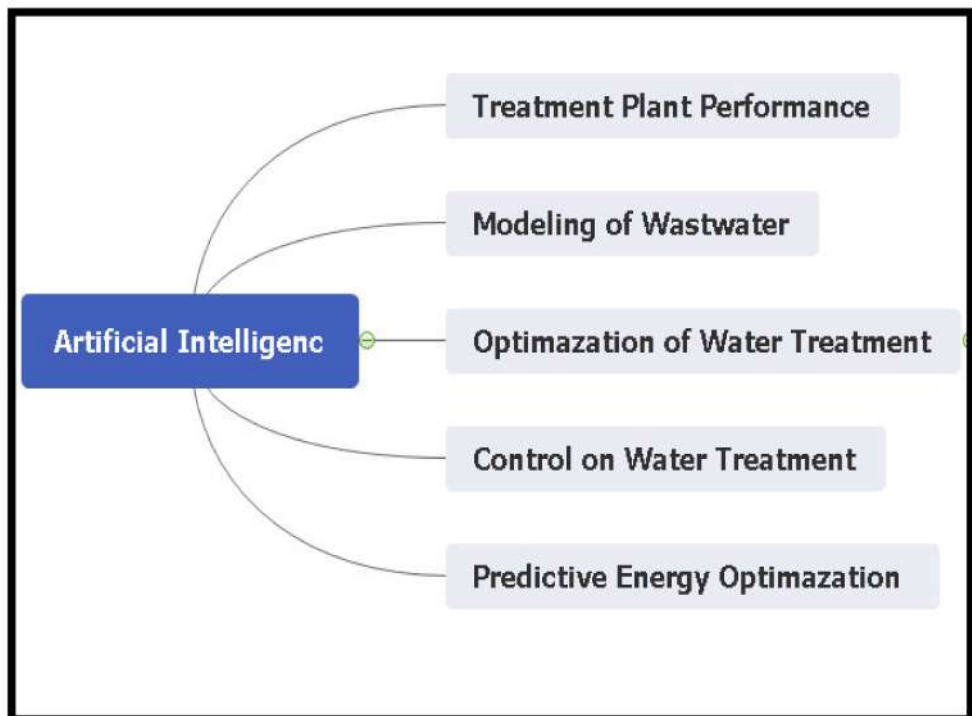 Treatment Plant Performance
Modeling of Wastwater
Artificial Intelligenc
Optimazation of Water Treatment
Control on Water Treatment
Predictive Energy Optimazation